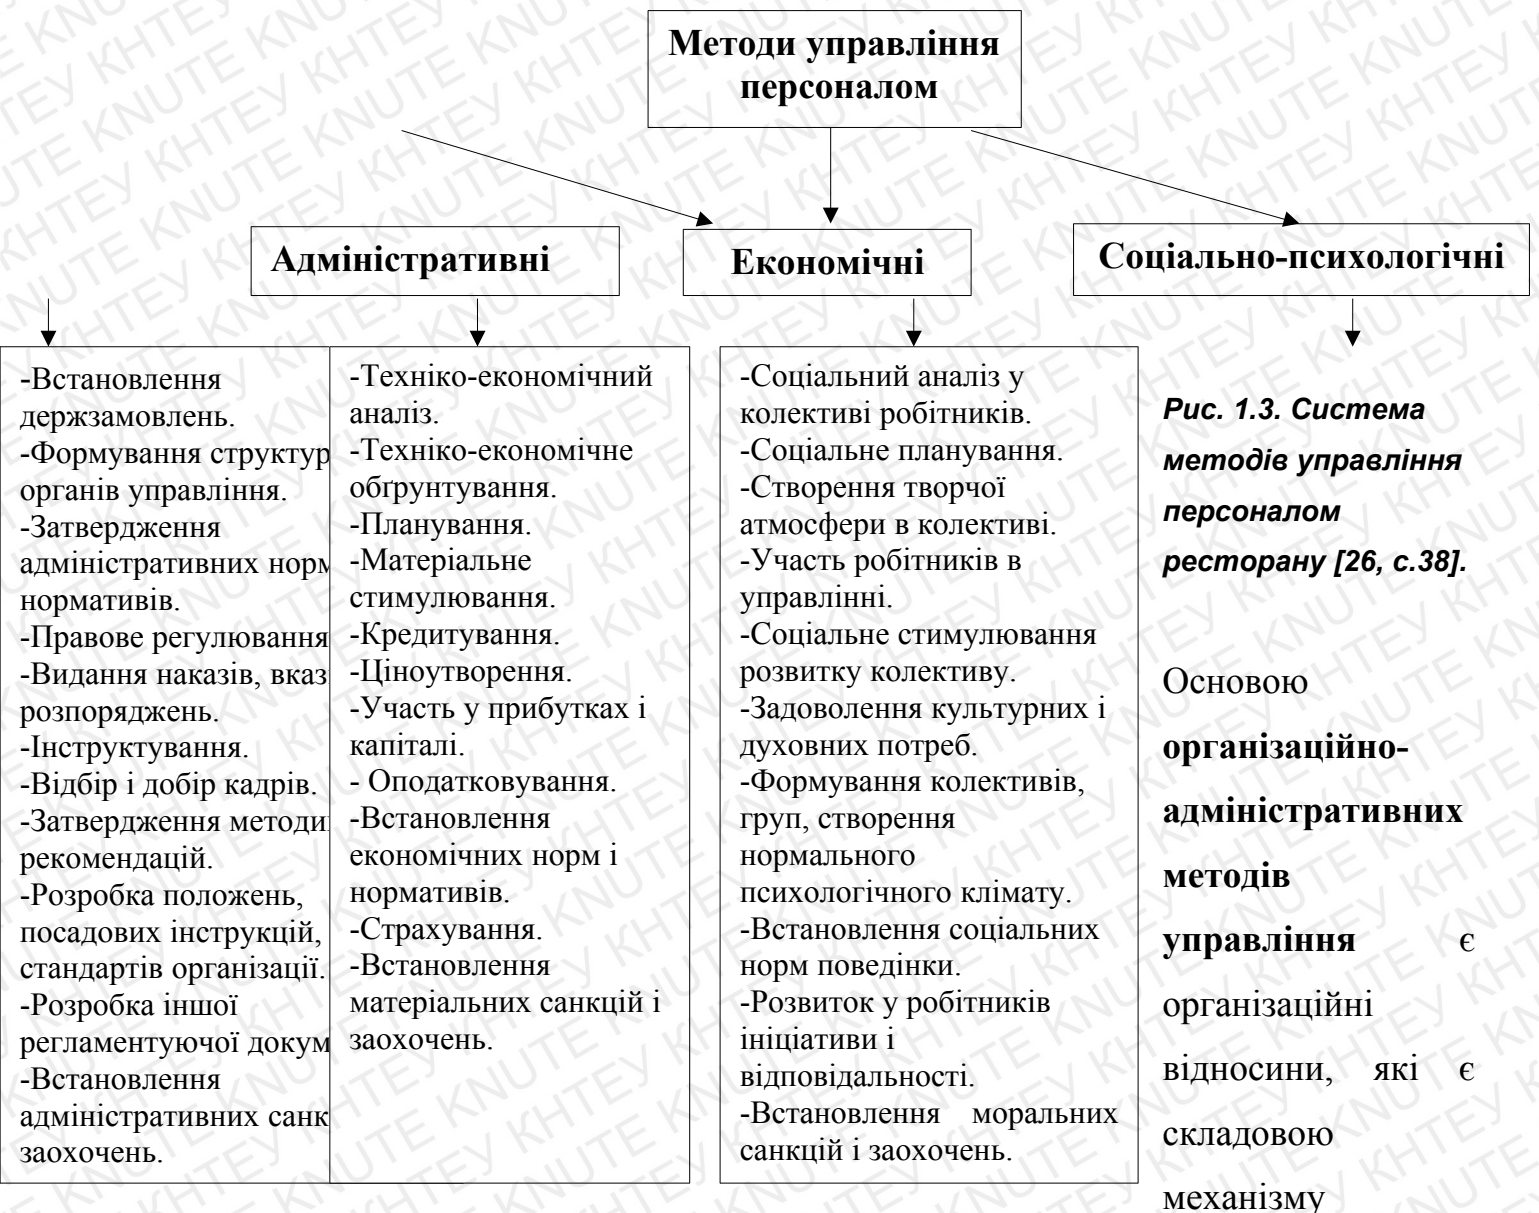 Методи управління
персоналом
Адміністративні
Економічні
Соціально-психологічні
-Встановлення
держзамовлень.
-Формування структур
органів управління.
-Затвердження
адміністративних норм
нормативів.
-Правове регулювання
-Видання наказів, вказ
розпоряджень.
-Інструктування.
-Відбір і добір кадрів.
-Затвердження методи
рекомендацій.
-Розробка положень,
посадових інструкцій,
стандартів організації.
-Розробка іншої
регламентуючої докум
-Встановлення
адміністративних санк
заохочень.
-Техніко-економічний
аналіз.
-Техніко-економічне
обґрунтування.
-Планування.
-Матеріальне
стимулювання.
-Кредитування.
-Ціноутворення.
-Участь у прибутках і
капіталі.
- Оподатковування.
-Встановлення
економічних норм і
нормативів.
-Страхування.
-Встановлення
матеріальних санкцій і
заохочень.
-Соціальний аналіз у
колективі робітників.
-Соціальне планування.
-Створення творчої
атмосфери в колективі.
-Участь робітників в
управлінні.
-Соціальне стимулювання
розвитку колективу.
-Задоволення культурних і
духовних потреб.
-Формування колективів,
груп, створення
нормального
психологічного клімату.
-Встановлення соціальних
норм поведінки.
-Розвиток у робітників
ініціативи і
відповідальності.
-Встановлення моральних
санкцій і заохочень.
Рис. 1.3. Система
методів управління
персоналом
ресторану [26, с.38].
Основою
організаційно-
адміністративних
методів
управління є
організаційні
відносини, які є
складовою
механізму